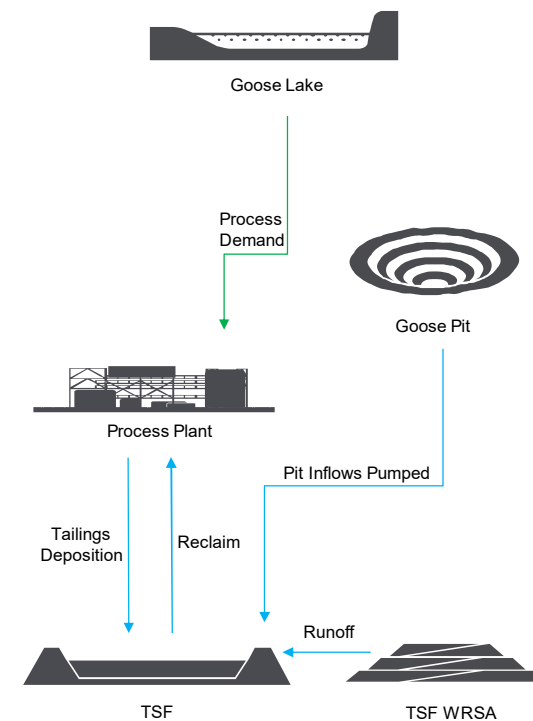 Goose Lake
Process
Demand
Goose Pit
Process Plant
Pit Inflows Pumped
Tailings
Deposition
Reclaim
Runoff
TSF
TSF WRSA